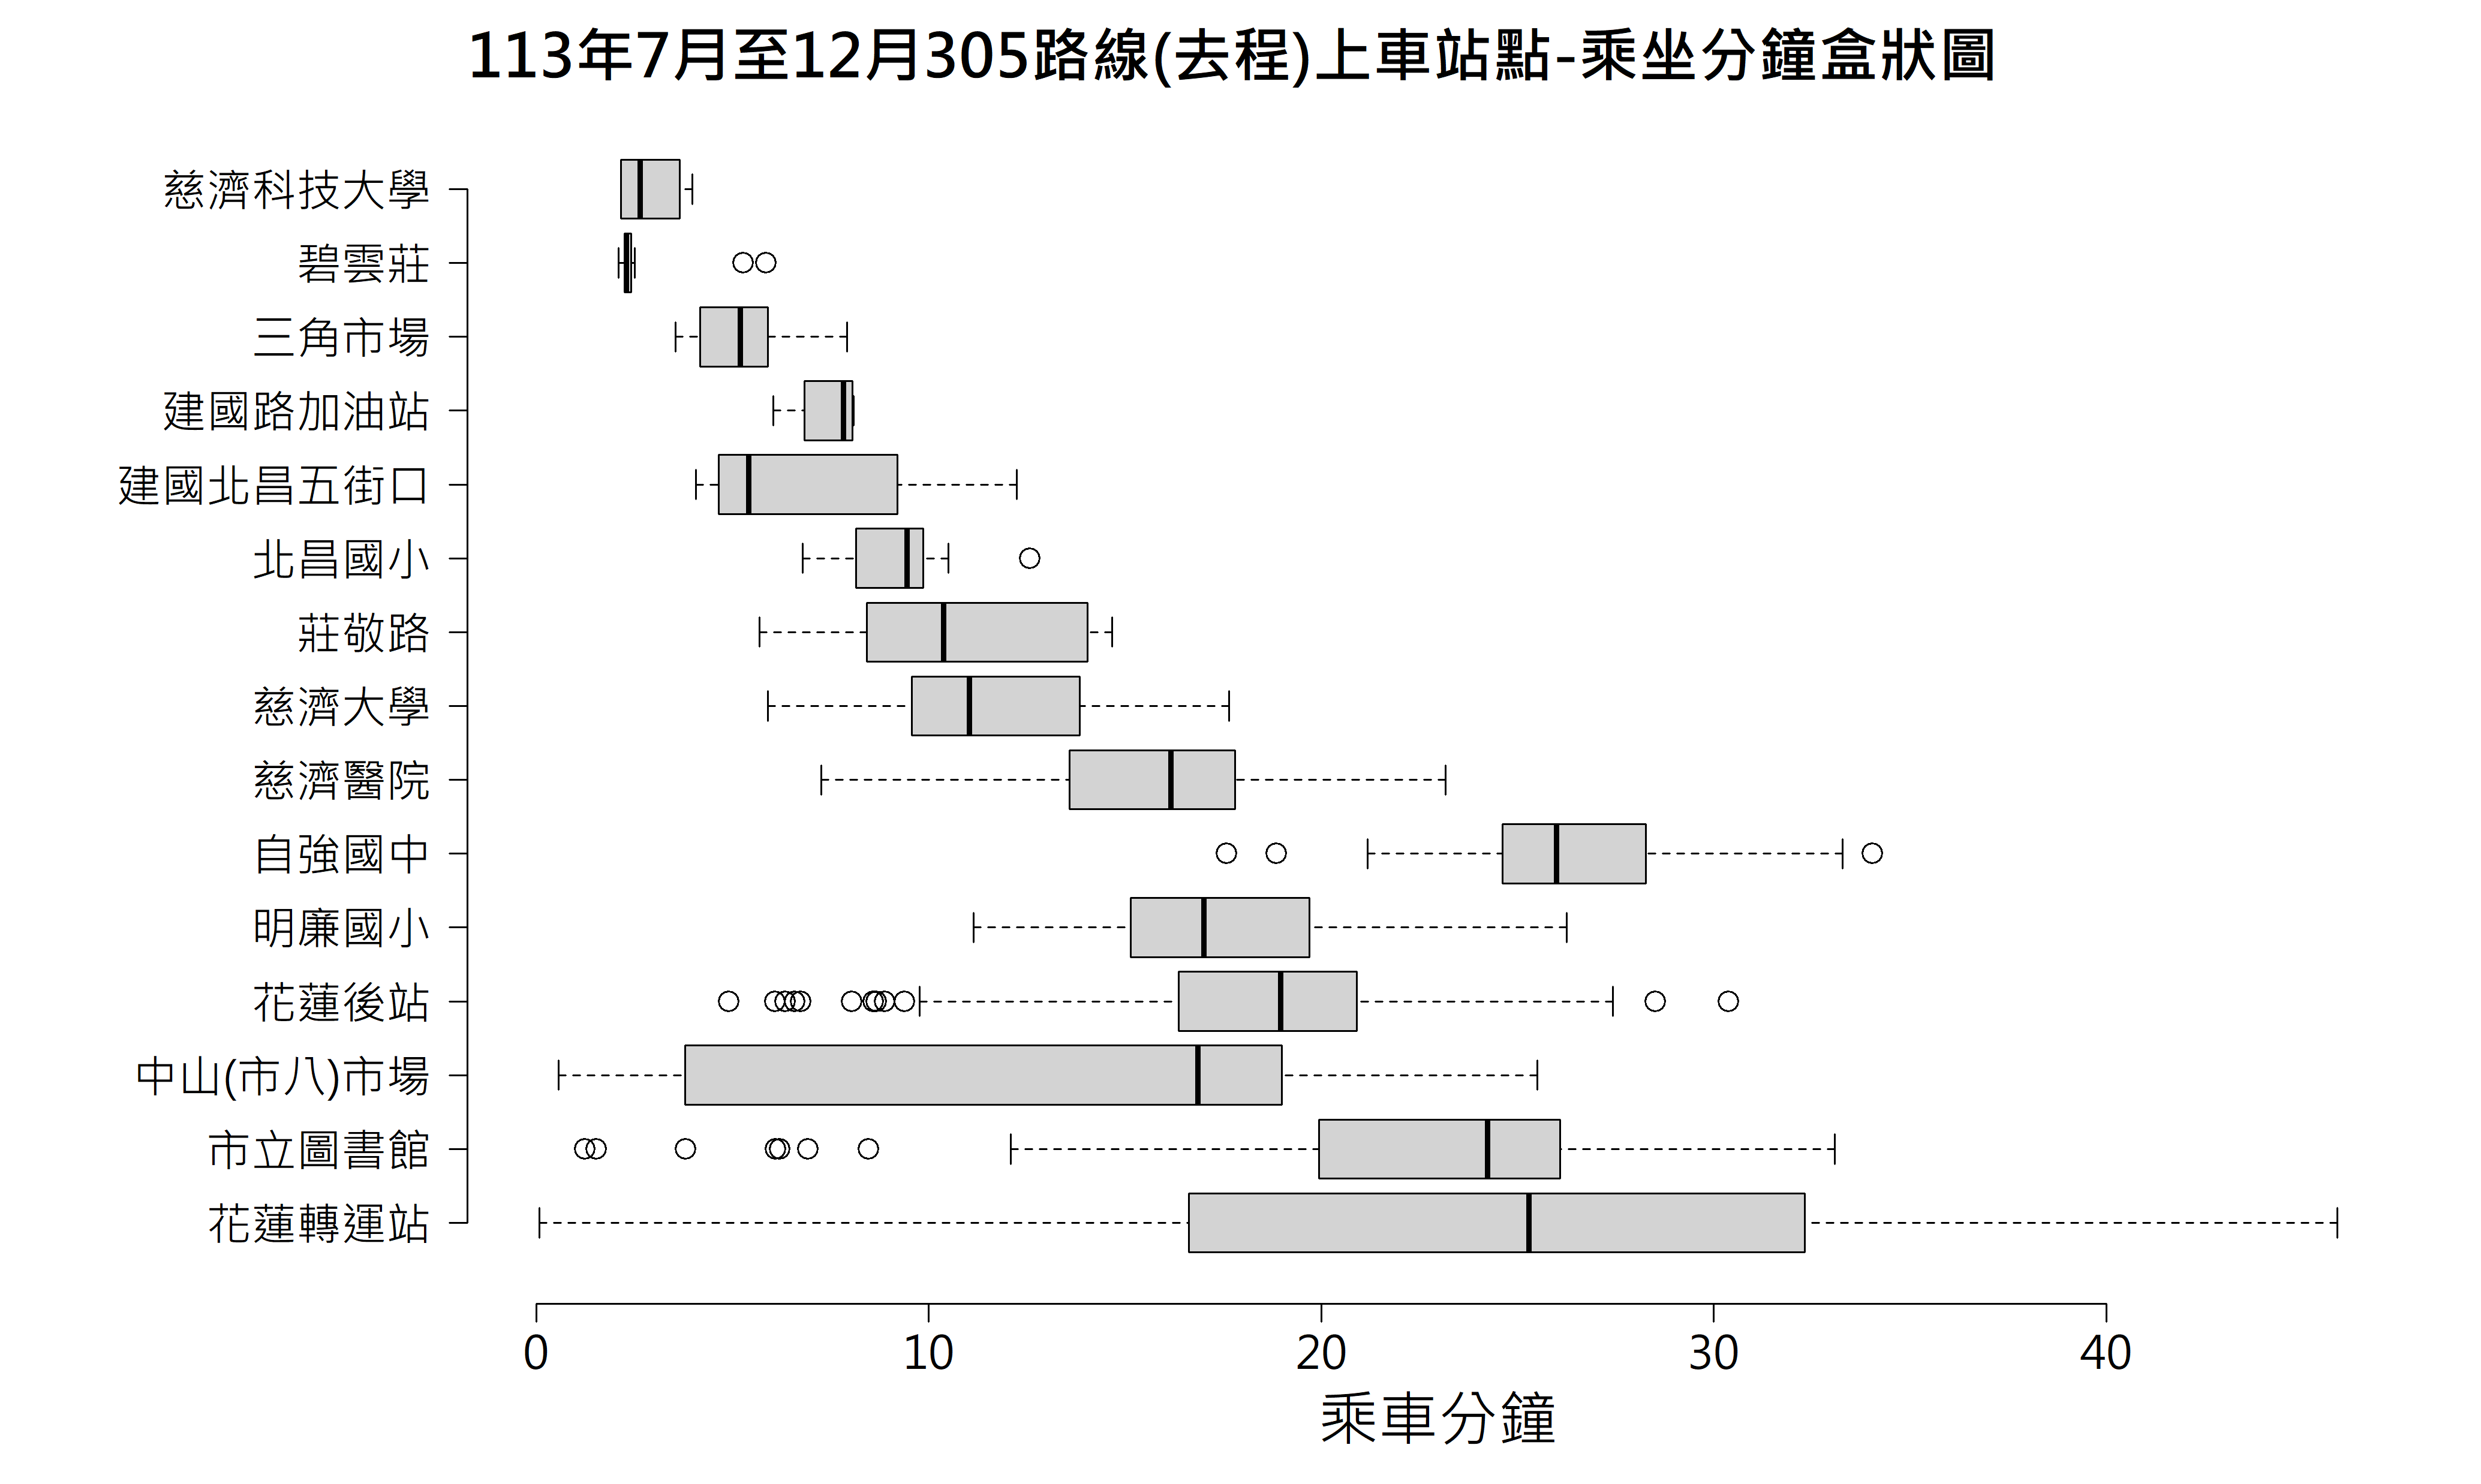 113年7月至12月305路線(去程)上車站點-乘坐分鐘盒狀圖
慈濟科技大學
碧雲莊
三角市場
建國路加油站
建國北昌五街口
北昌國小
莊敬路
慈濟大學
慈濟醫院
自強國中
明廉國小
花蓮後站
中山(市八)市場
市立圖書館
花蓮轉運站
0 10 20 30 40
乘車分鐘